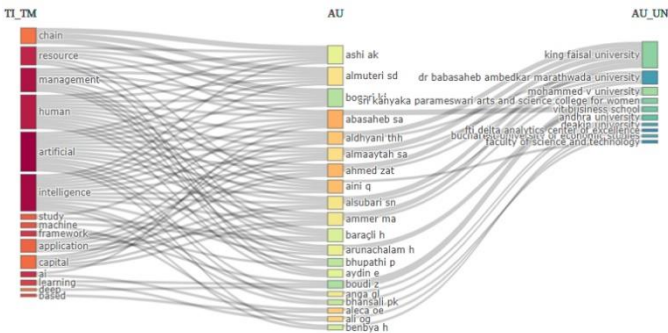 TI_TM
AU
AU_UN
chain
resource
management
human
artificial
intelligence
study
machine
framework
application
capital
ai
learning
deep
based
ashi ak
almuteri sd
abasaheb sa
aldhyani thh
almaaytah sa
ahmed zat
aini q
alsubari sn
ammer ma
baraçli h
arunachalam h
bhupathi p
aydin e
boudi z
anga gl
bhansali pk
aleca oe
ali og
benbya h
king faisal university
dr babasaheb ambedkar marathwada university
mohammed v university
sri kanyaka parameswari arts and science college for women
vit business school
andhra university
deakin university
fti delta analytics center of excellence
bucharest university of economic studies
faculty of science and technology